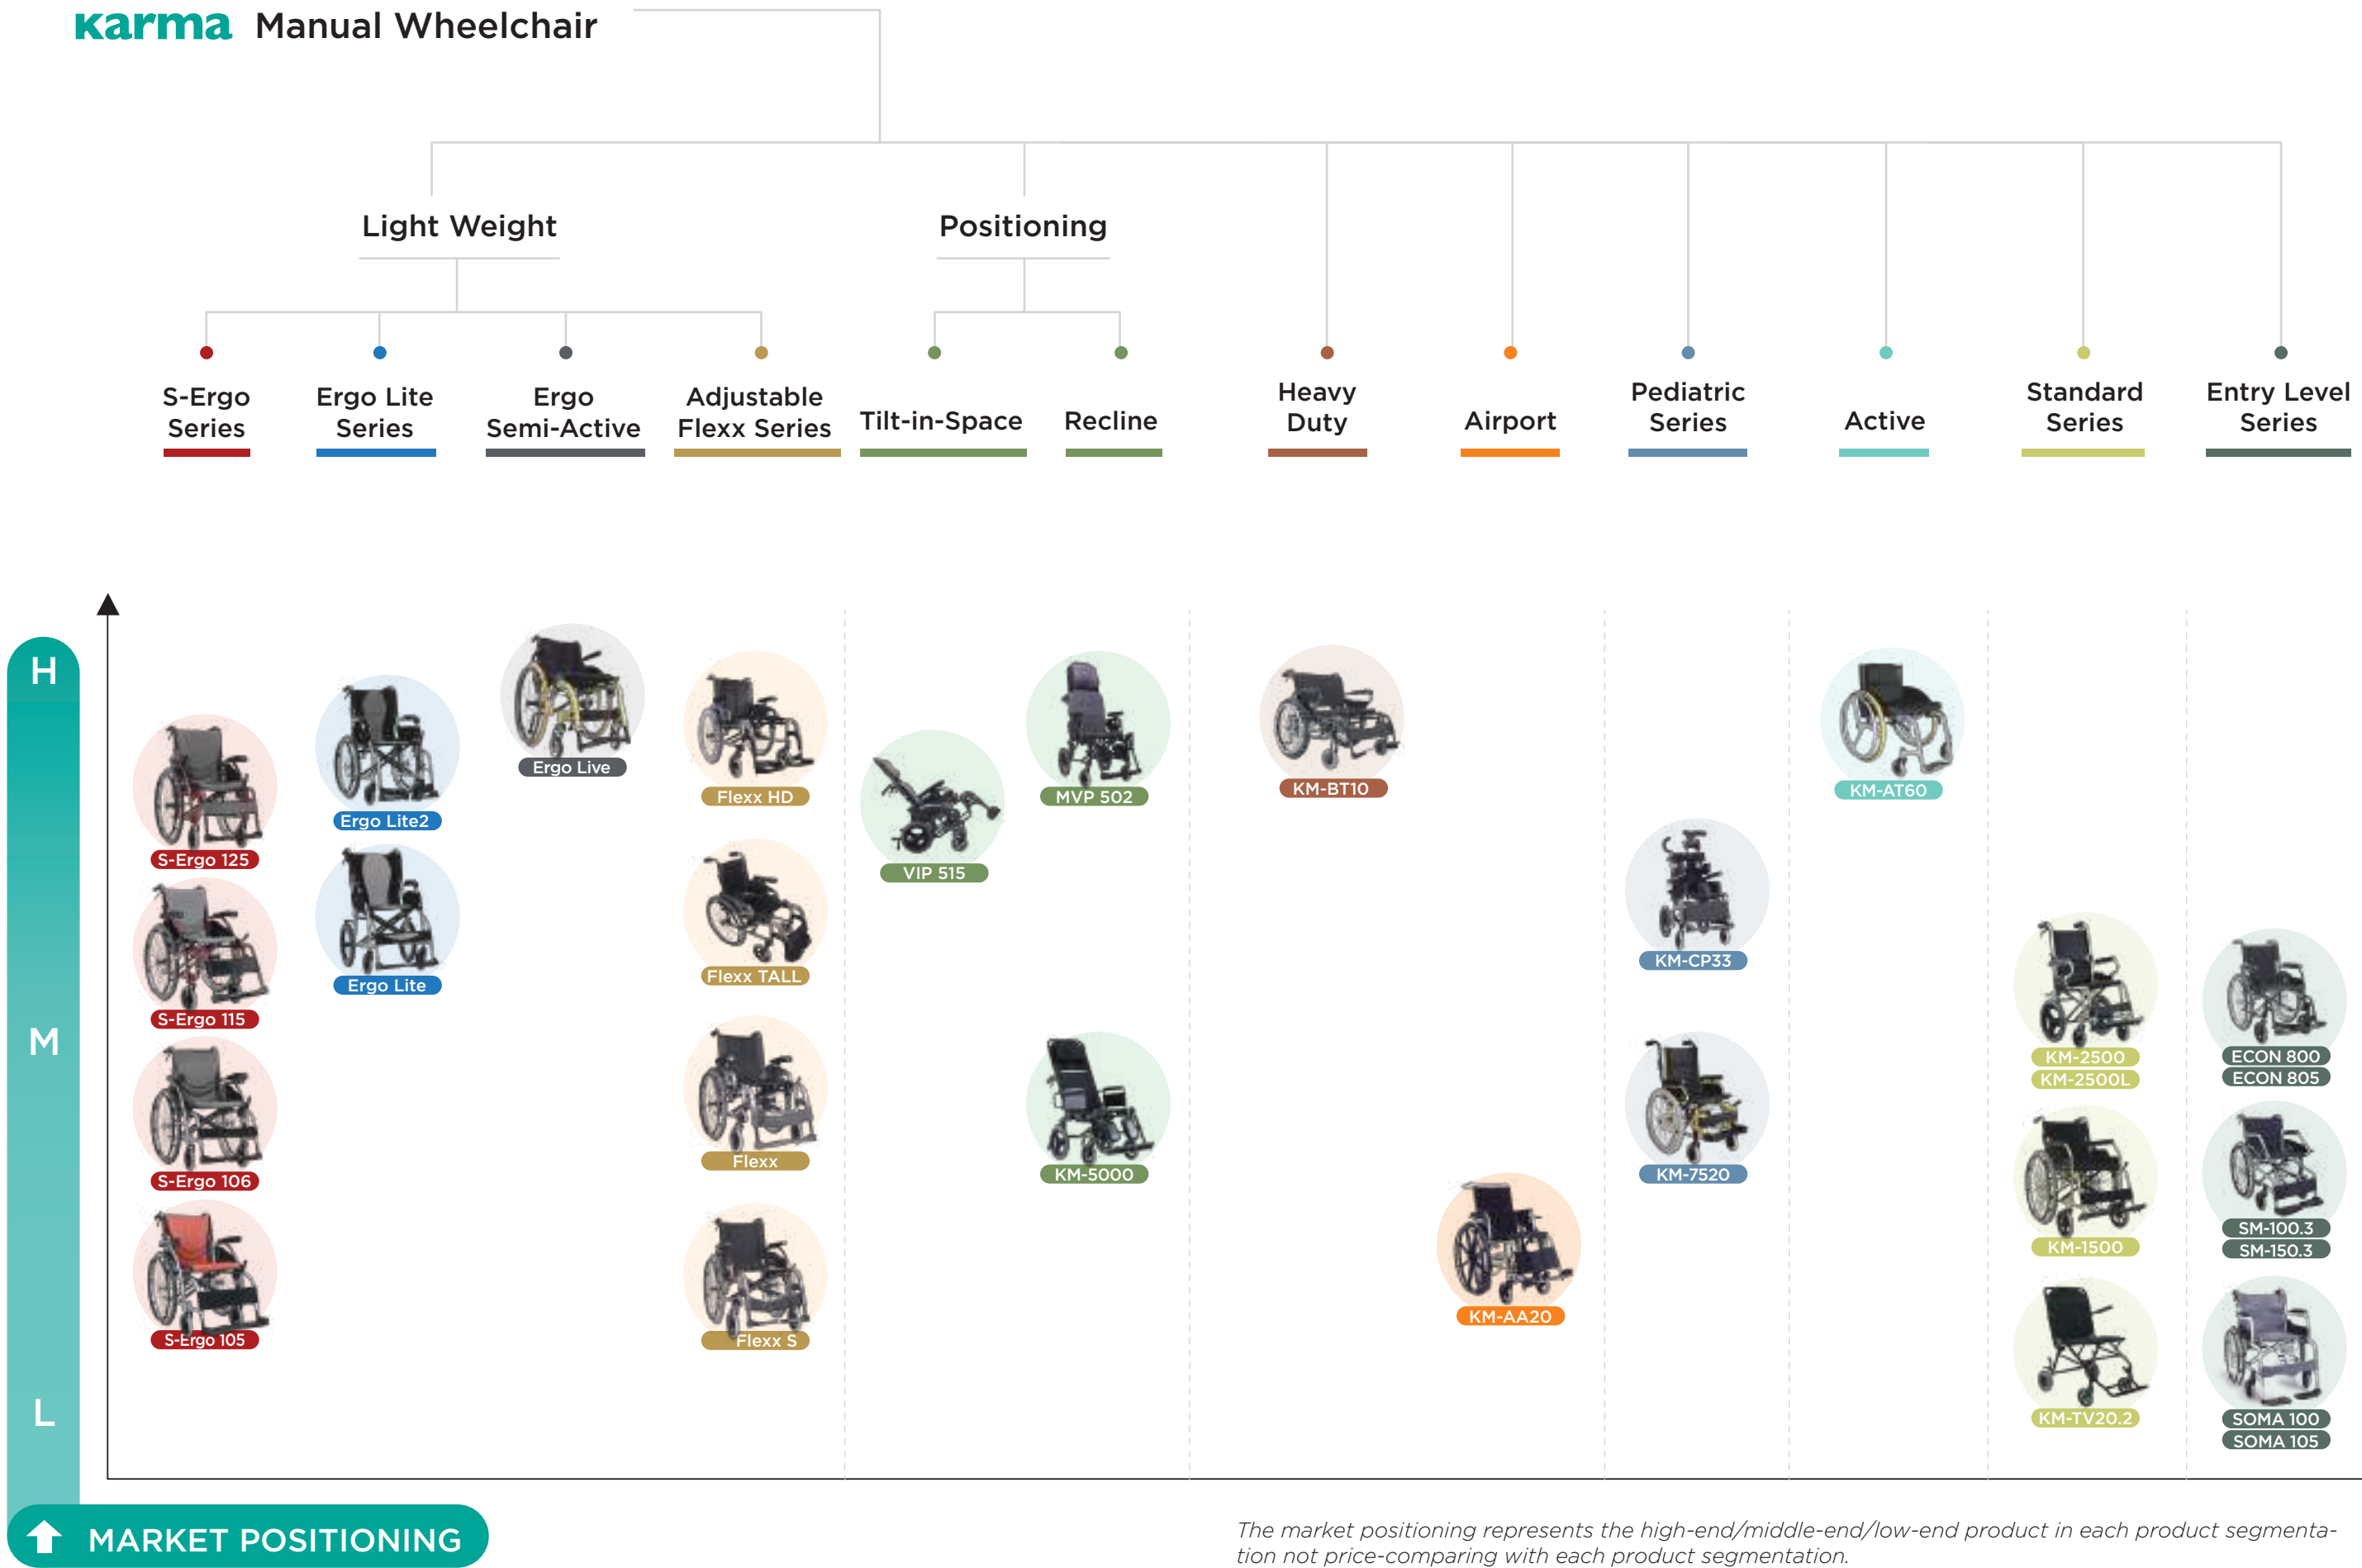 Karma Manual Wheelchair
Light Weight
Positioning
S-Ergo
Series
Ergo Lite
Series
Ergo
Semi-Active
Adjustable
Flexx Series
Tilt-in-Space
Recline
Heavy
Duty
Airport
Pediatric
Series
Active
Standard
Series
Entry Level
Series
H
M
L
S-Ergo 125
S-Ergo 115
S-Ergo 106
S-Ergo 105
Ergo Lite2
Ergo Lite
Ergo Live
Flexx HD
Flexx TALL
Flexx
Flexx S
VIP 515
MVP 502
KM-5000
KM-BT10
KM-AA20
KM-CP33
KM-7520
KM-AT60
KM-2500
KM-2500L
KM-1500
KM-TV20.2
ECON 800
ECON 805
SM-100.3
SM-150.3
SOMA 100
SOMA 105
MARKET POSITIONING
The market positioning represents the high-end/middle-end/low-end product in each product segmenta-
tion not price-comparing with each product segmentation.